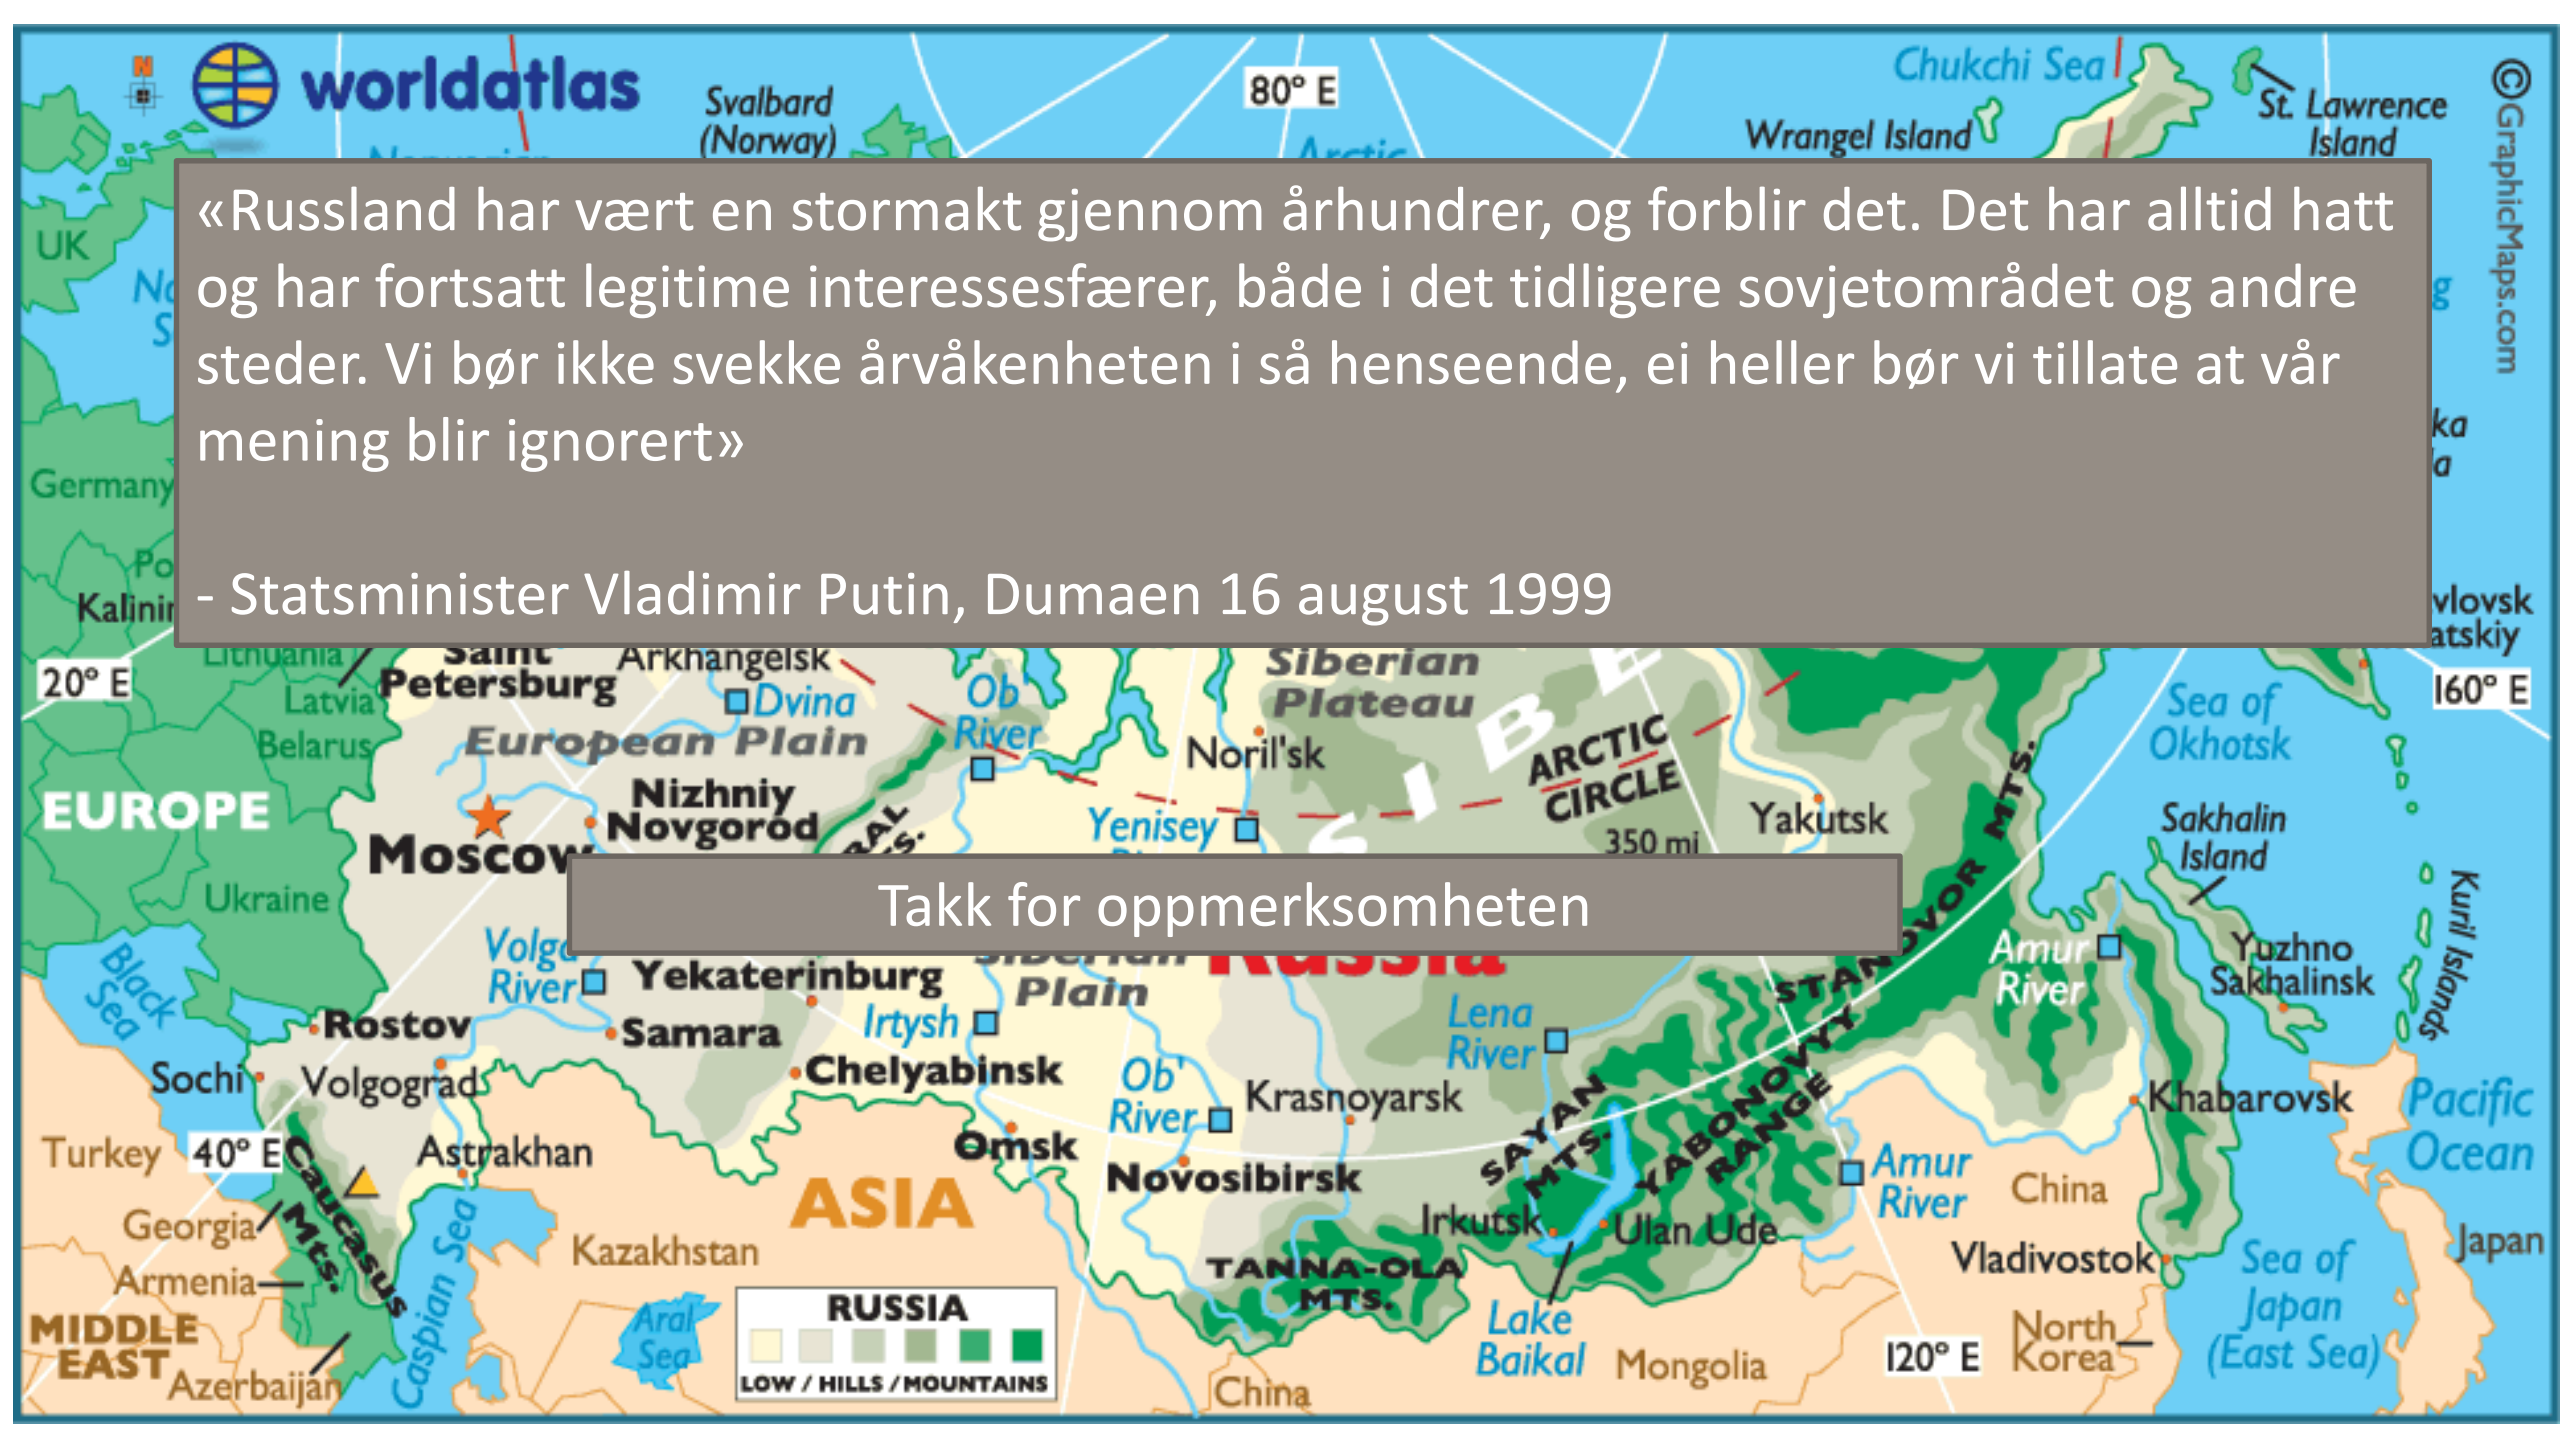 N
worldatlas
Svalbard
(Norway)
80° E
Chukchi Sea
Wrangel Island
St. Lawrence
Island
©GraphicMaps.com
Arctic
UK
«Russland har vært en stormakt gjennom århundrer, og forblir det. Det har alltid hatt
og har fortsatt legitime interessesfærer, både i det tidligere sovjetområdet og andre
steder. Vi bør ikke svekke årvåkenheten i så henseende, ei heller bør vi tillate at vår
mening blir ignorert»
- Statsminister Vladimir Putin, Dumaen 16 august 1999
Germany
20° E
Lithuania
Latvia
Belarus
Saint
Petersburg
Arkhangelsk
Dvina
European Plain
Ob'
River
Siberian
Plateau
Noril'sk
ARCTIC
CIRCLE
350 mi
Yakutsk
Sea of
Okhotsk
160° E
EUROPE
Moscow
Nizhniy
Novgorod
Yenisey
Sakhalin
Island
Kuril Islands
Ukraine
Takk for oppmerksomheten
STANOVOY MTS.
Black
Sea
Volga
River
Yekaterinburg
Siberian
Plain
Russia
Amur
River
Yuzhno
Sakhalinsk
Rostov
Samara
Irtysh
Lena
River
Sochi
Volgograd
Chelyabinsk
Ob'
River
Krasnoyarsk
SAYAN
MTS.
YABONOVYY
RANGE
Khabarovsk
Pacific
Ocean
Turkey
40° E
Astrakhan
Omsk
Novosibirsk
Amur
River
China
Caucasus
Mts.
ASIA
Georgia
Irkutsk
Ulan Ude
Japan
Armenia
Caspian Sea
Kazakhstan
TANNA-OLA
MTS.
Vladivostok
Sea of
Japan
(East Sea)
MIDDLE
EAST
Azerbaijan
Aral
Sea
RUSSIA
LOW / HILLS / MOUNTAINS
Lake
Baikal
Mongolia
120° E
North
Korea
China